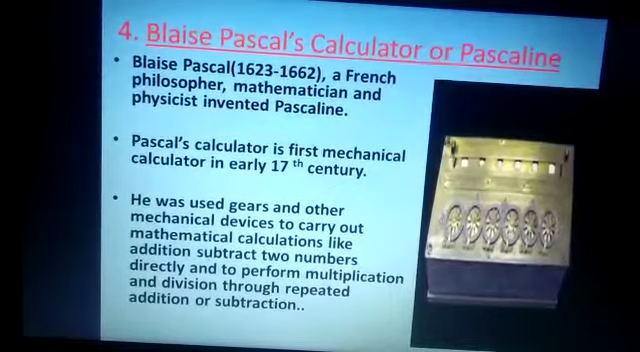 4. Blaise Pascal's Calculator or Pascaline
• Blaise Pascal(1623-1662), a French
philosopher, mathematician and
physicist invented Pascaline.
• Pascal's calculator is first mechanical
calculator in early 17 th century.
• He was used gears and other
mechanical devices to carry out
mathematical calculations like
addition subtract two numbers
directly and to perform multiplication
and division through repeated
addition or subtraction..